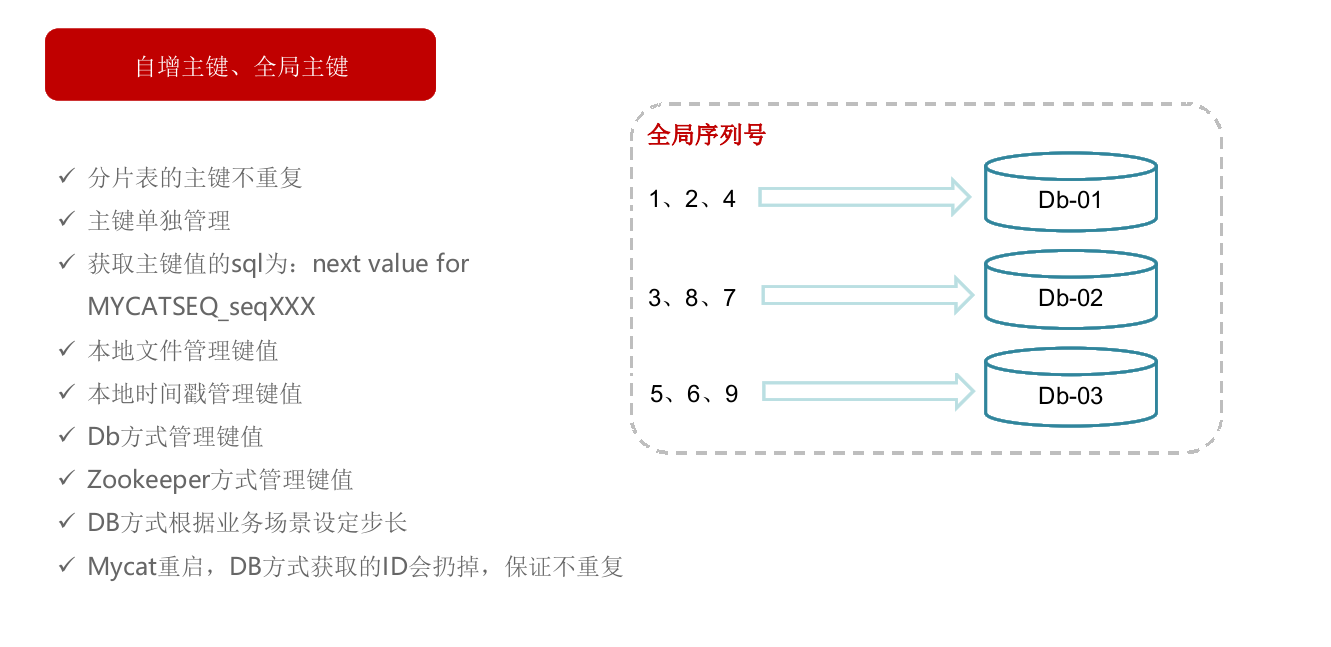 自增主键、全局主键
分片表的主键不重复
主键单独管理
获取主键值的sql为：next value for
MYCATSEQ_seqXXX
本地文件管理键值
本地时间戳管理键值
Db方式管理键值
Zookeeper方式管理键值
DB方式根据业务场景设定步长
Mycat重启，DB方式获取的ID会扔掉，保证不重复
全局序列号
1、2、4
Db-01
3、8、7
Db-02
5、6、9
Db-03